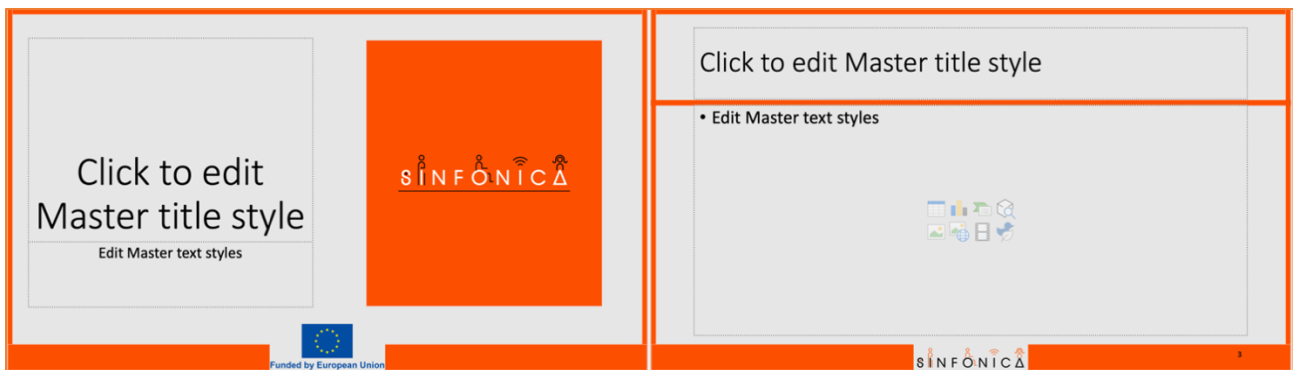 Click to edit
Master title style
Edit Master text styles
SINFONICA
Funded by European Union
Click to edit Master title style
• Edit Master text styles
SINFONICA
3